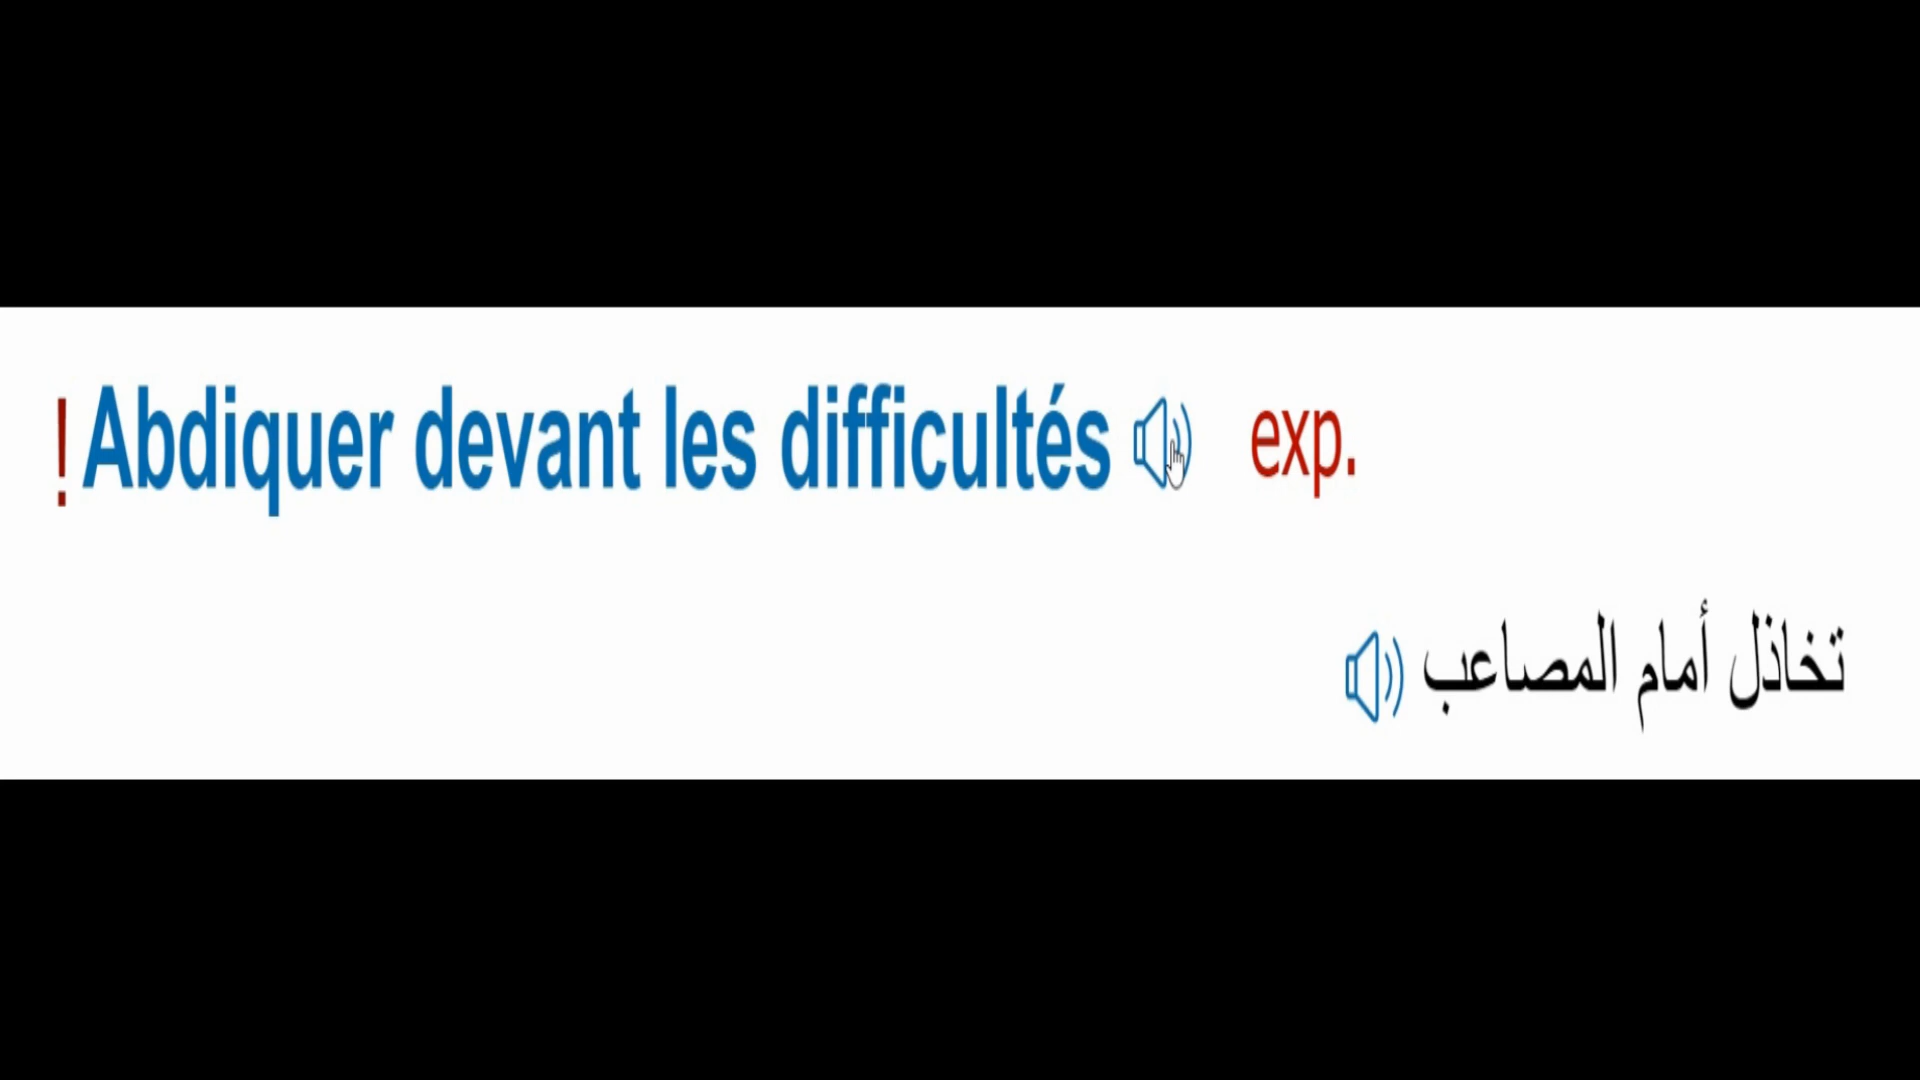 ! Abdiquer devant les difficultés exp.
تخاذل أمام المصاعب